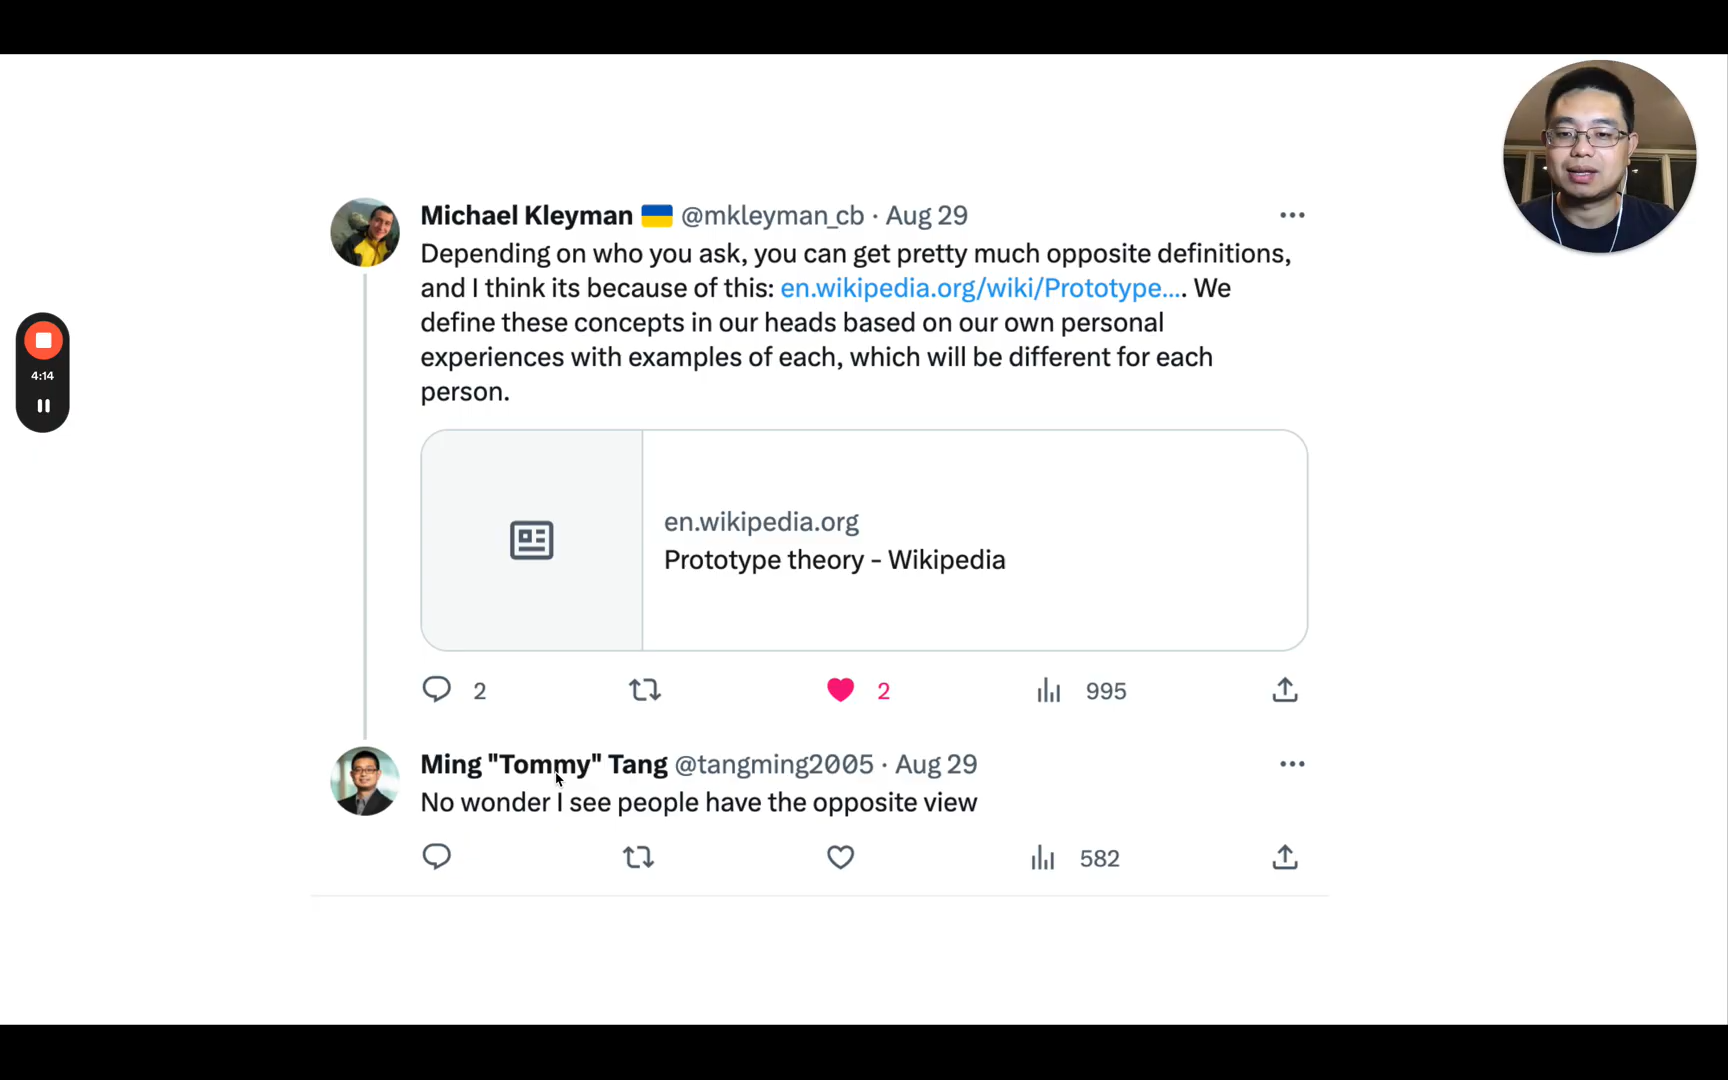 Michael Kleyman 🇺🇦 @mkleyman_cb · Aug 29
Depending on who you ask, you can get pretty much opposite definitions,
and I think its because of this: en.wikipedia.org/wiki/Prototype.... We
define these concepts in our heads based on our own personal
experiences with examples of each, which will be different for each
person.
4:14
en.wikipedia.org
Prototype theory - Wikipedia
2 2 995
Ming "Tommy" Tang @tangming2005 · Aug 29
No wonder I see people have the opposite view
582